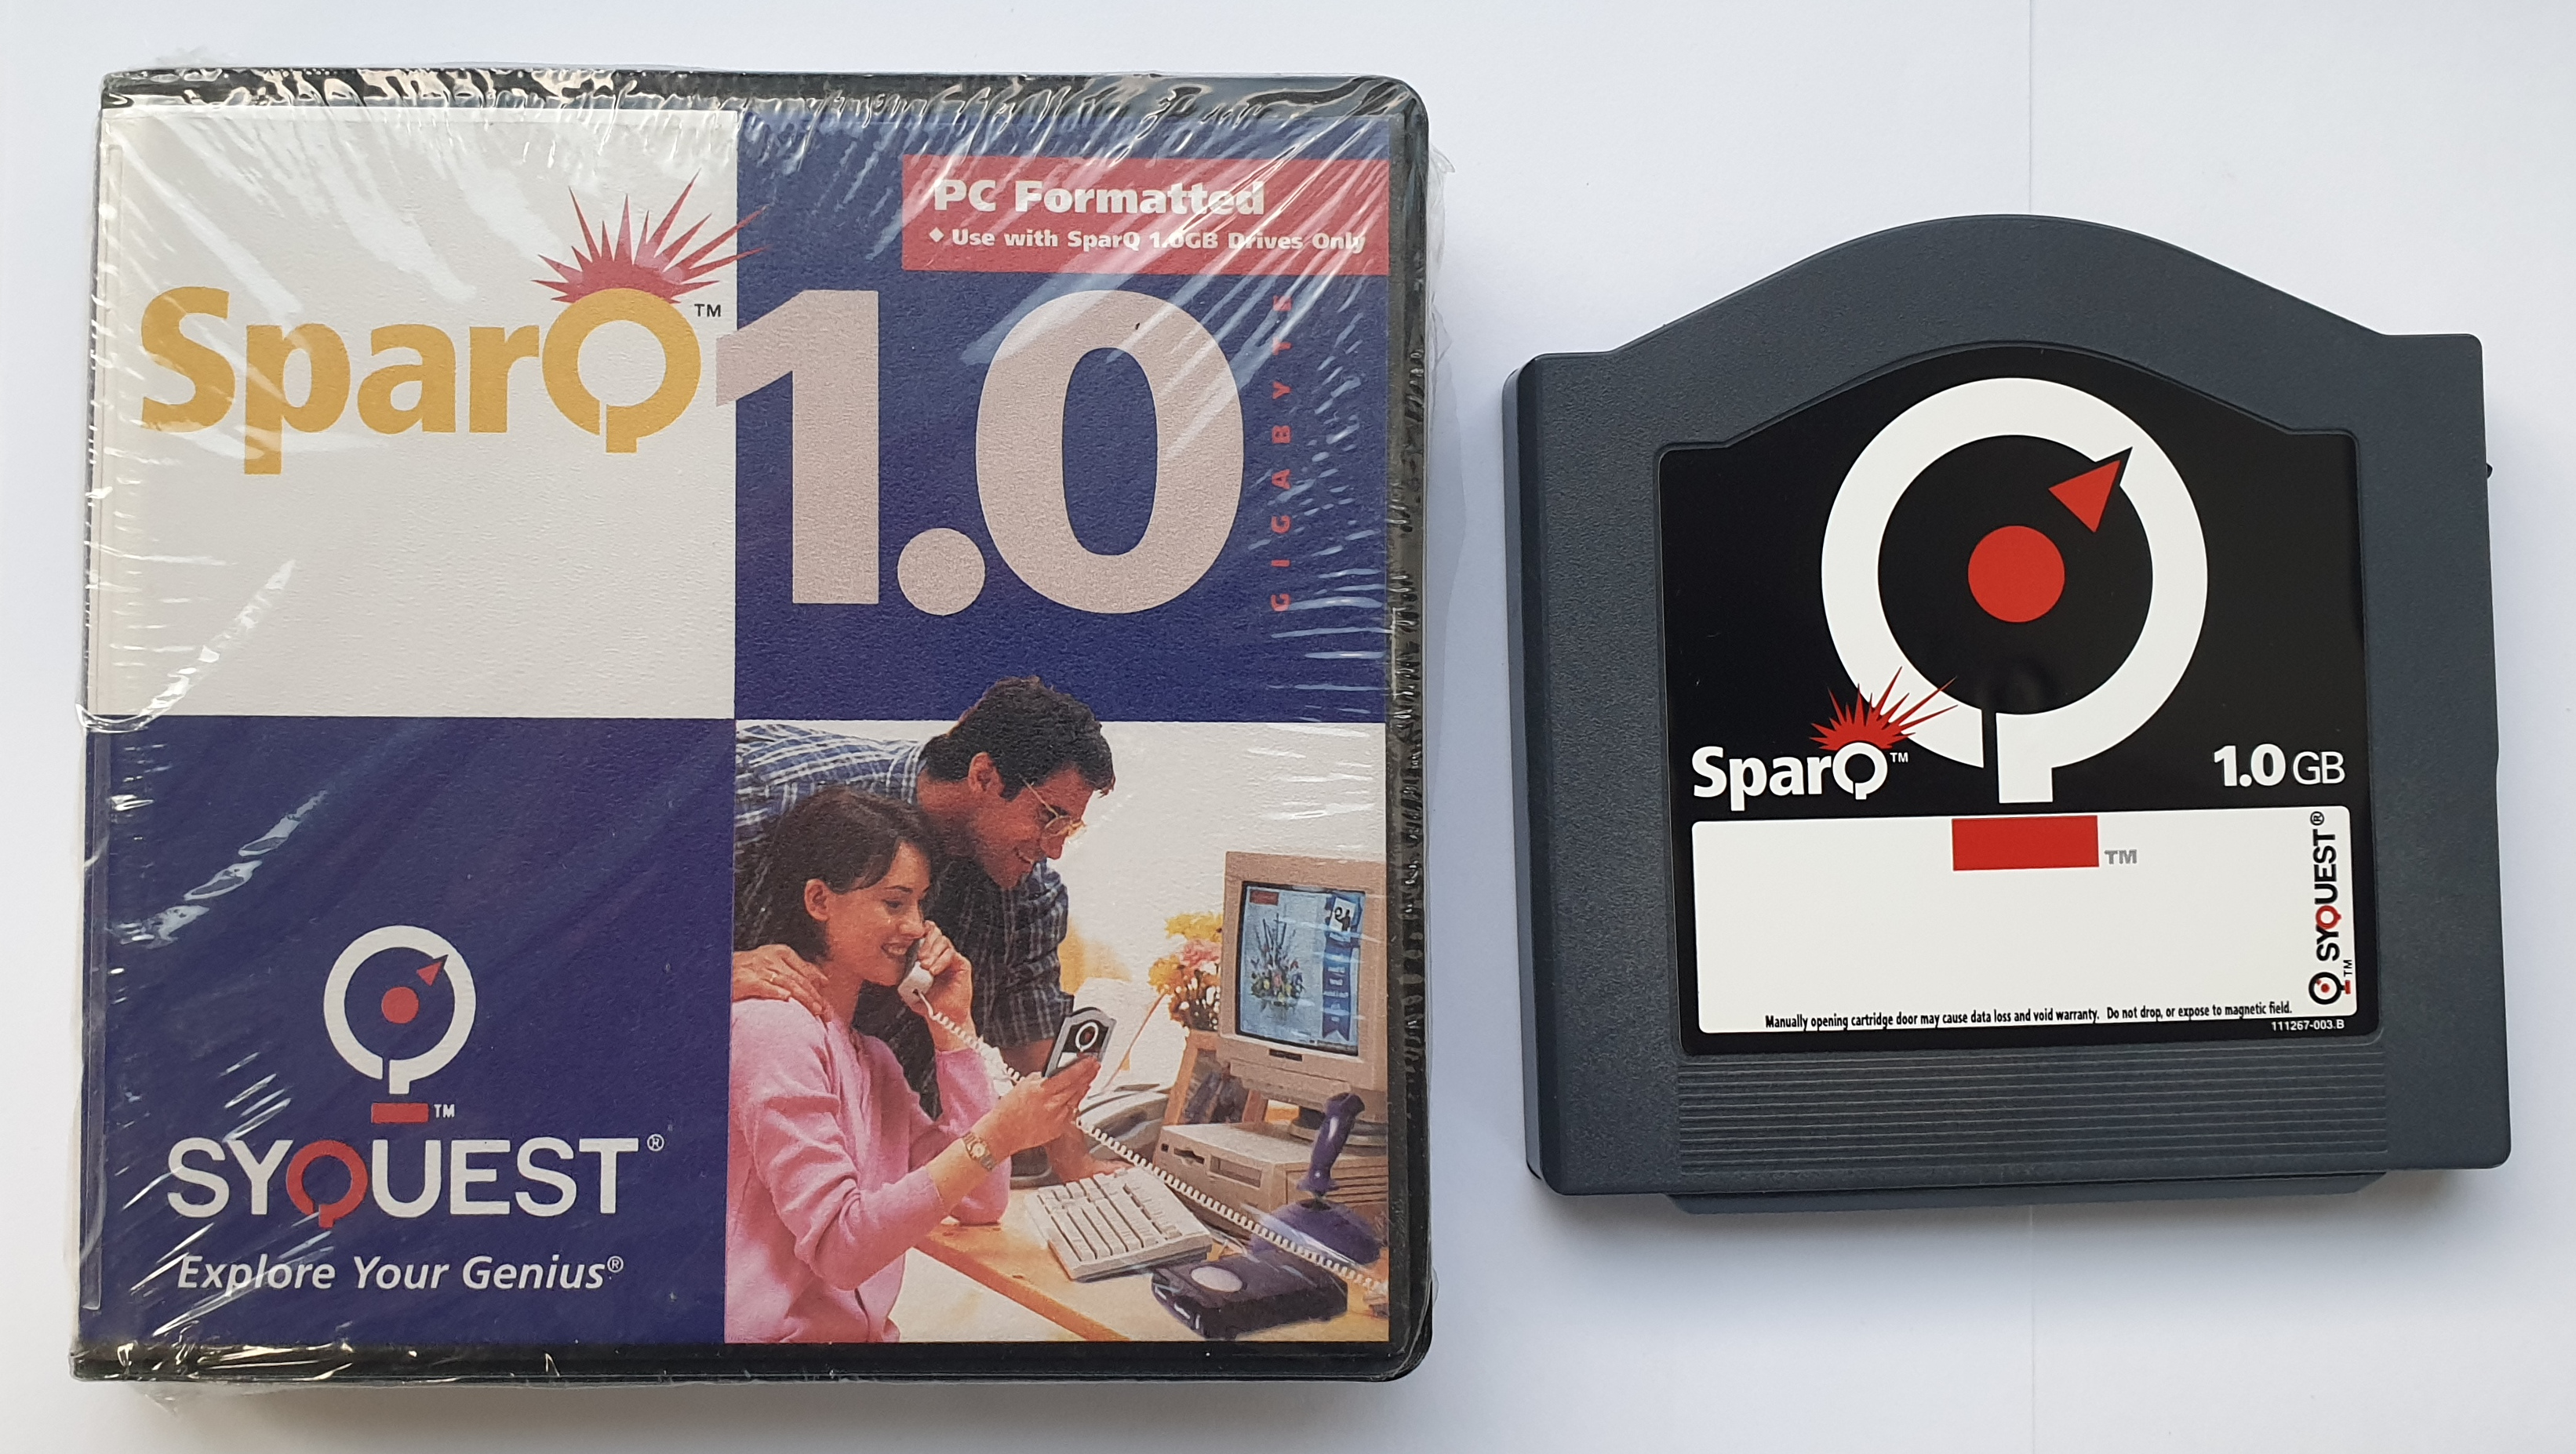 PC Formatted
◆ Use with SparQ 1.0GB Drives Only
SparQ™
1.0
GIGABYTE
™
SYQUEST®
Explore Your Genius®
SparQ™
1.0 GB
™
SYQUEST®
™
Manually opening cartridge door may cause data loss and void warranty. Do not drop, or expose to magnetic field.
111267-003.B